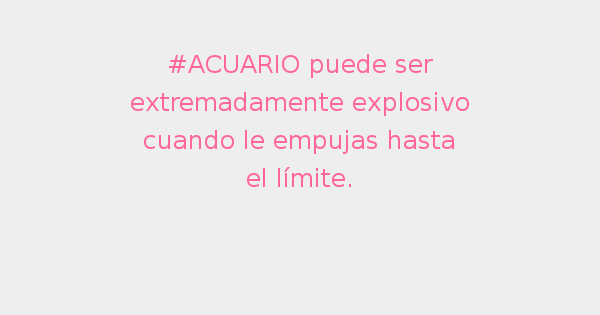 #ACUARIO puede ser
extremadamente explosivo
cuando le empujas hasta
el límite.